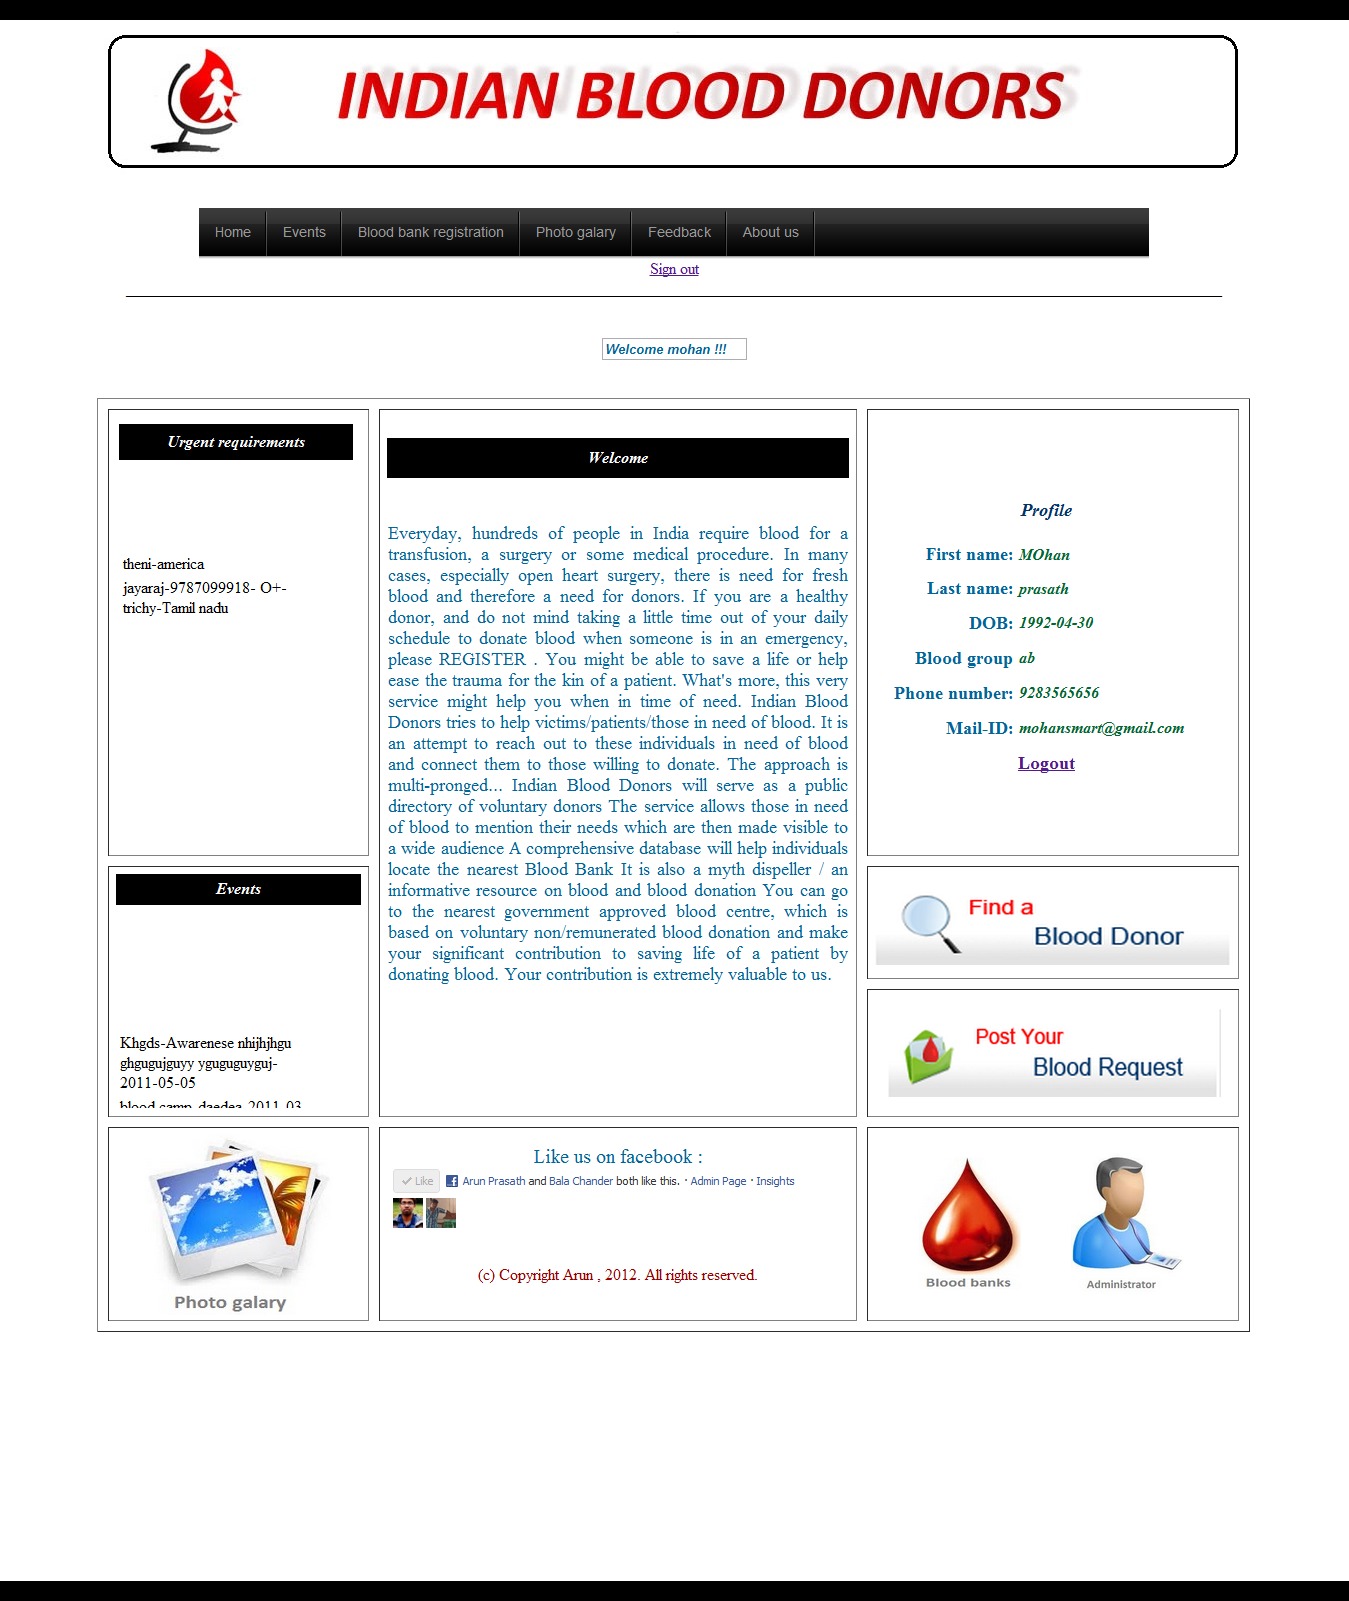 INDIAN BLOOD DONORS
Home
Events
Blood bank registration
Photo galary
Feedback
About us
Sign out
Welcome mohan !!!
Urgent requirements
theni-america
jayaraj-9787099918- O+-
trichy-Tamil nadu
Events
Khgds-Awarenese nhijhjhgu
ghgugujguyy yguguguyguj-
2011-05-05
blood camp-daedea-2011-03
Photo galary
Welcome
Everyday, hundreds of people in India require blood for a
transfusion, a surgery or some medical procedure. In many
cases, especially open heart surgery, there is need for fresh
blood and therefore a need for donors. If you are a healthy
donor, and do not mind taking a little time out of your daily
schedule to donate blood when someone is in an emergency,
please REGISTER . You might be able to save a life or help
ease the trauma for the kin of a patient. What's more, this very
service might help you when in time of need. Indian Blood
Donors tries to help victims/patients/those in need of blood. It is
an attempt to reach out to these individuals in need of blood
and connect them to those willing to donate. The approach is
multi-pronged... Indian Blood Donors will serve as a public
directory of voluntary donors The service allows those in need
of blood to mention their needs which are then made visible to
a wide audience A comprehensive database will help individuals
locate the nearest Blood Bank It is also a myth dispeller / an
informative resource on blood and blood donation You can go
to the nearest government approved blood centre, which is
based on voluntary non/remunerated blood donation and make
your significant contribution to saving life of a patient by
donating blood. Your contribution is extremely valuable to us.
Like us on facebook :
Like Arun Prasath and Bala Chander both like this. · Admin Page · Insights
(c) Copyright Arun , 2012. All rights reserved.
Profile
First name: MOhan
Last name: prasath
DOB: 1992-04-30
Blood group ab
Phone number: 9283565656
Mail-ID: mohansmart@gmail.com
Logout
Find a
Blood Donor
Post Your
Blood Request
Blood banks
Administrator